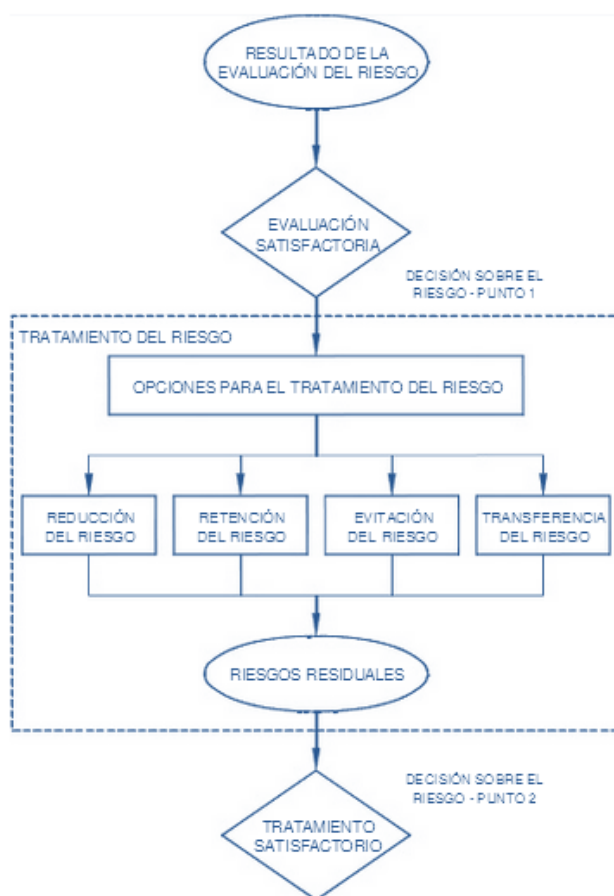 RESULTADO DE LA
EVALUACIÓN DEL RIESGO
EVALUACIÓN
SATISFACTORIA
DECISIÓN SOBRE EL
RIESGO - PUNTO 1
TRATAMIENTO DEL RIESGO
OPCIONES PARA EL TRATAMIENTO DEL RIESGO
REDUCCIÓN
DEL RIESGO
RETENCIÓN
DEL RIESGO
EVITACIÓN
DEL RIESGO
TRANSFERENCIA
DEL RIESGO
RIESGOS RESIDUALES
DECISIÓN SOBRE EL
RIESGO - PUNTO 2
TRATAMIENTO
SATISFACTORIO